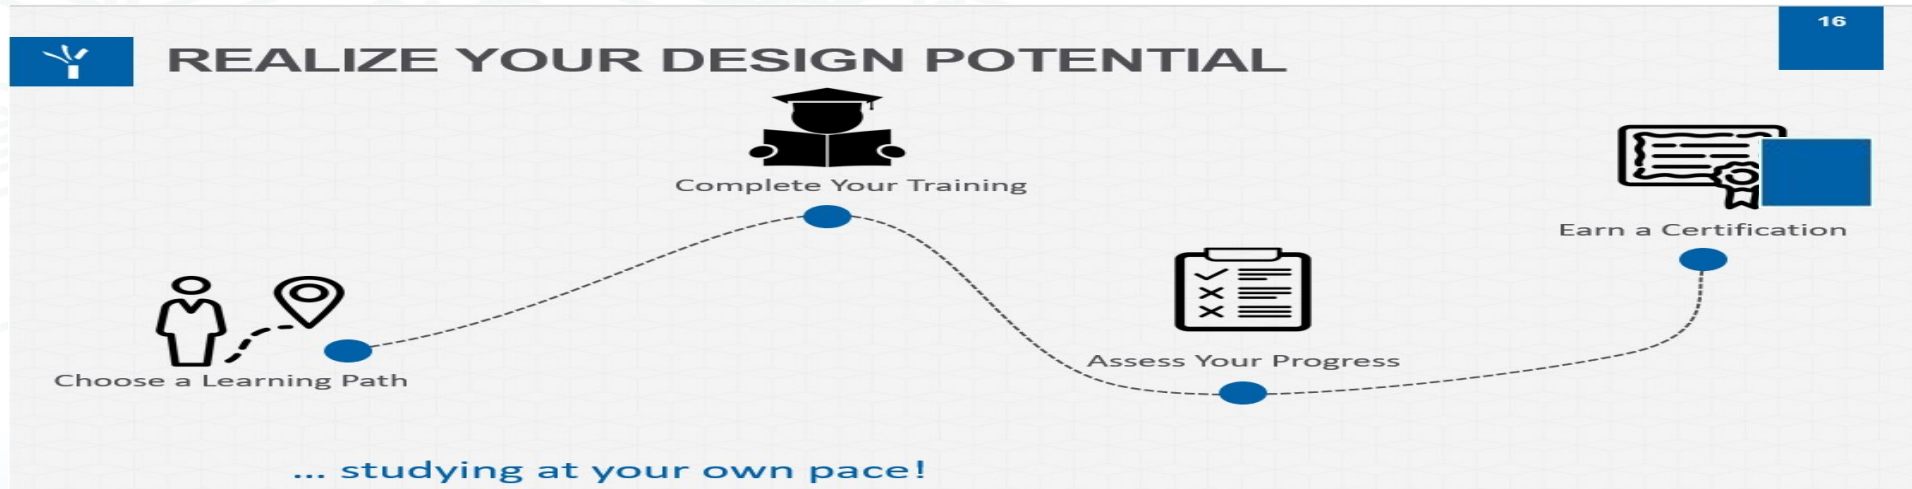 16
REALIZE YOUR DESIGN POTENTIAL
Complete Your Training
Earn a Certification
Assess Your Progress
Choose a Learning Path
... studying at your own pace!